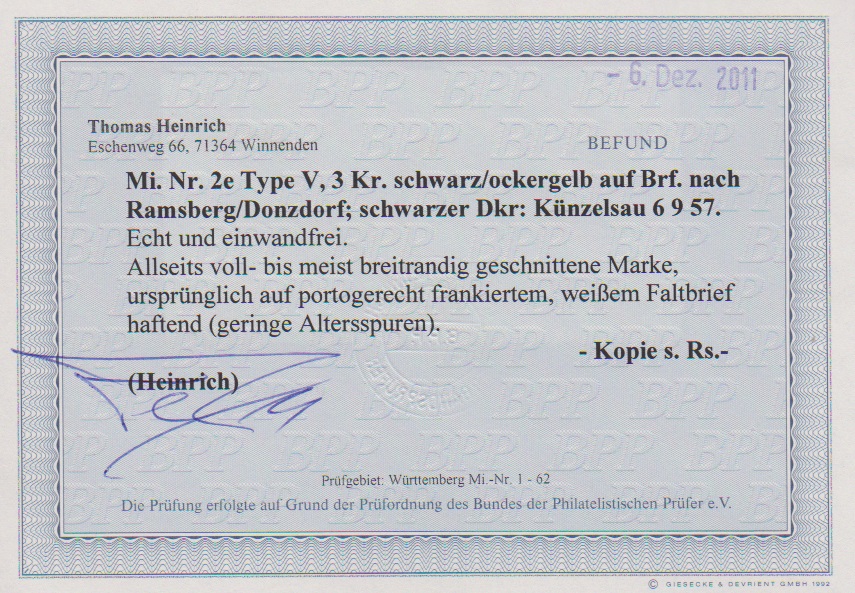 - 6. Dez. 2011
Thomas Heinrich
Eschenweg 66, 71364 Winnenden
BEFUND
Mi. Nr. 2e Type V, 3 Kr. schwarz/ockergelb auf Brf. nach
Ramsberg/Donzdorf; schwarzer Dkr: Künzelsau 6 9 57.
Echt und einwandfrei.
Allseits voll- bis meist breitrandig geschnittene Marke,
ursprünglich auf portogerecht frankiertem, weißem Faltbrief
haftend (geringe Altersspuren).
- Kopie s. Rs.-
(Heinrich)
Prüfgebiet: Württemberg Mi.-Nr. 1 - 62
Die Prüfung erfolgte auf Grund der Prüfordnung des Bundes der Philatelistischen Prüfer e.V.
© GIESECKE & DEVRIENT GMBH 1992